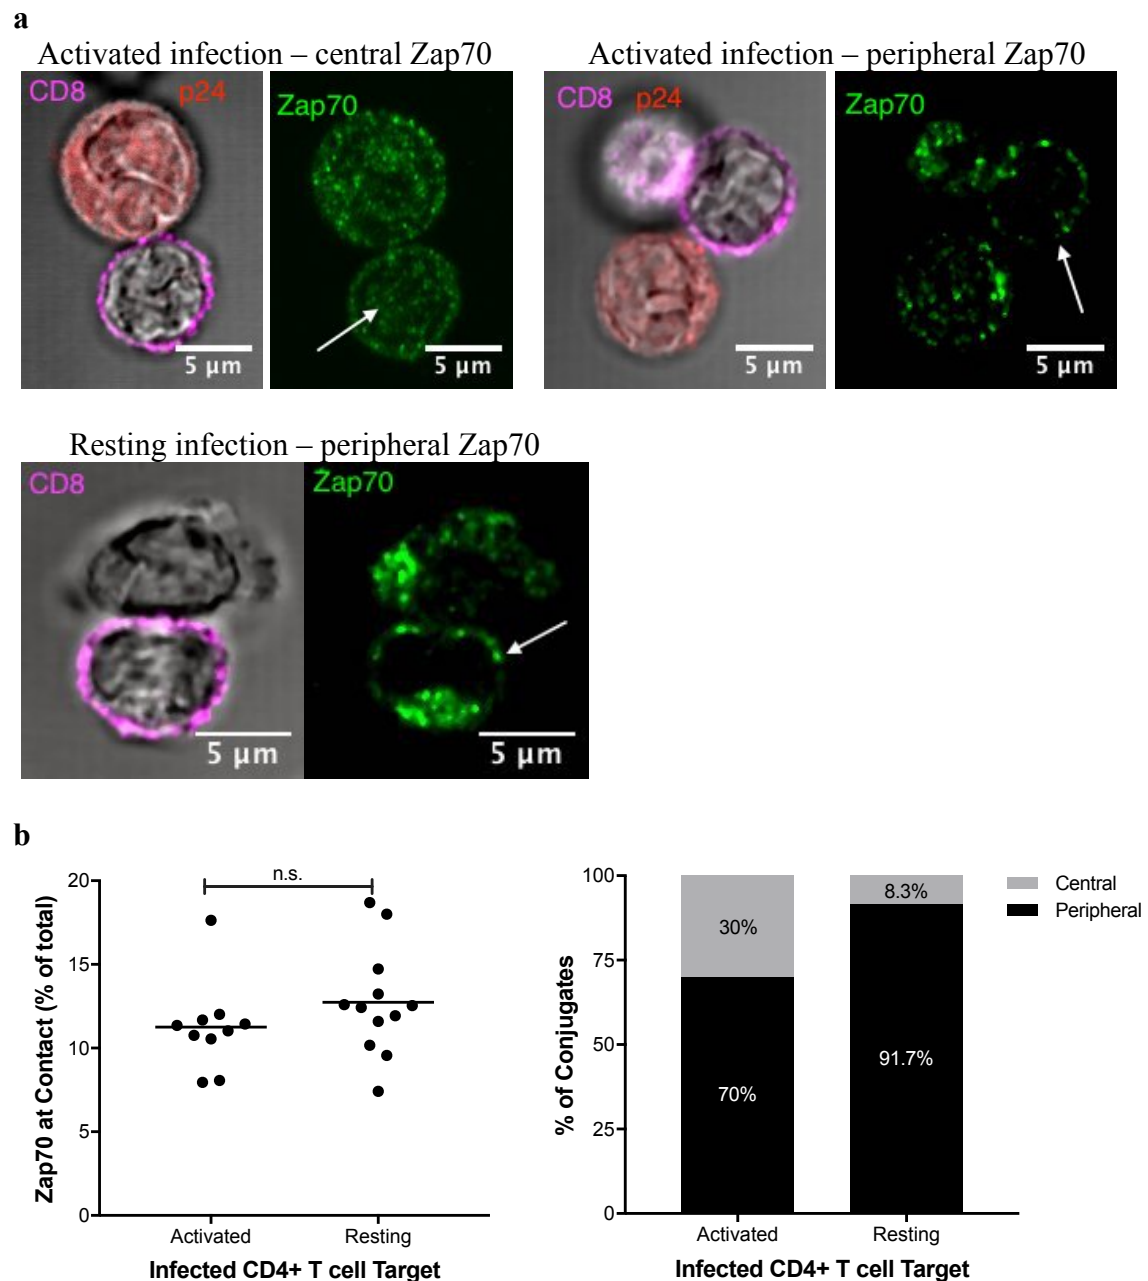 a
Activated infection – central Zap70
Activated infection – peripheral Zap70
CD8 p24
Zap70
CD8 p24
Zap70
5 µm
5 µm
5 µm
5 µm
Resting infection – peripheral Zap70
CD8
Zap70
5 µm
5 µm
b
Zap70 at Contact (% of total)
20
15
10
5
0
n.s.
Activated
Resting
Infected CD4+ T cell Target
% of Conjugates
100
75
50
25
0
30%
70%
8.3%
91.7%
Activated
Resting
Infected CD4+ T cell Target
Central
Peripheral